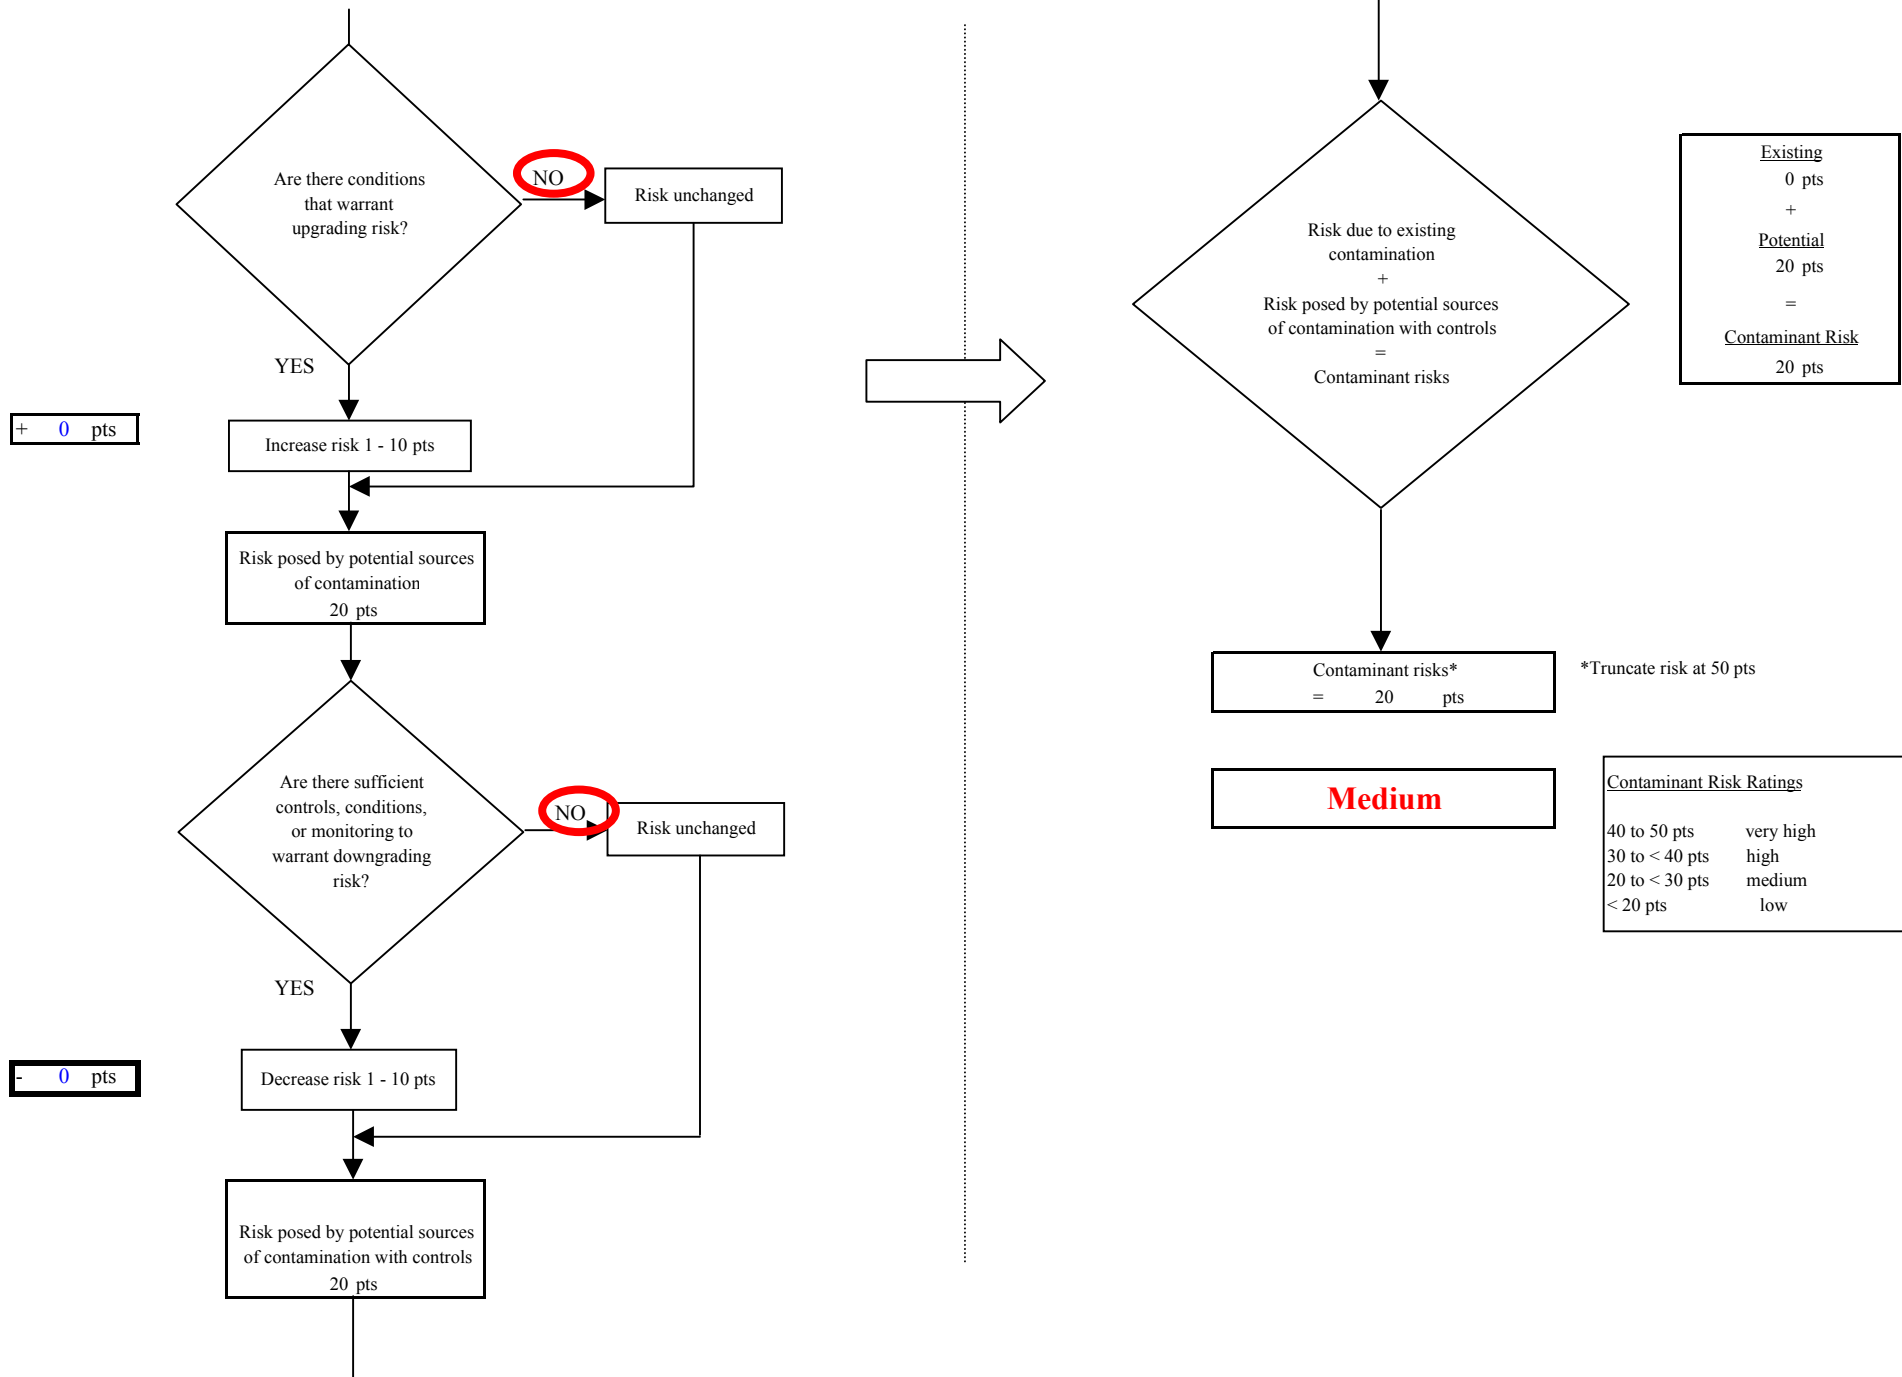 Are there conditions
that warrant
upgrading risk?
NO
Risk unchanged
YES
+ 0 pts
Increase risk 1 - 10 pts
Risk posed by potential sources
of contamination
20 pts
Are there sufficient
controls, conditions,
or monitoring to
warrant downgrading
risk?
NO
Risk unchanged
YES
- 0 pts
Decrease risk 1 - 10 pts
Risk posed by potential sources
of contamination with controls
20 pts
Risk due to existing
contamination
+
Risk posed by potential sources
of contamination with controls
=
Contaminant risks
Existing
0 pts
+
Potential
20 pts
=
Contaminant Risk
20 pts
Contaminant risks*
= 20 pts
*Truncate risk at 50 pts
Medium
Contaminant Risk Ratings
40 to 50 pts very high
30 to < 40 pts high
20 to < 30 pts medium
< 20 pts low